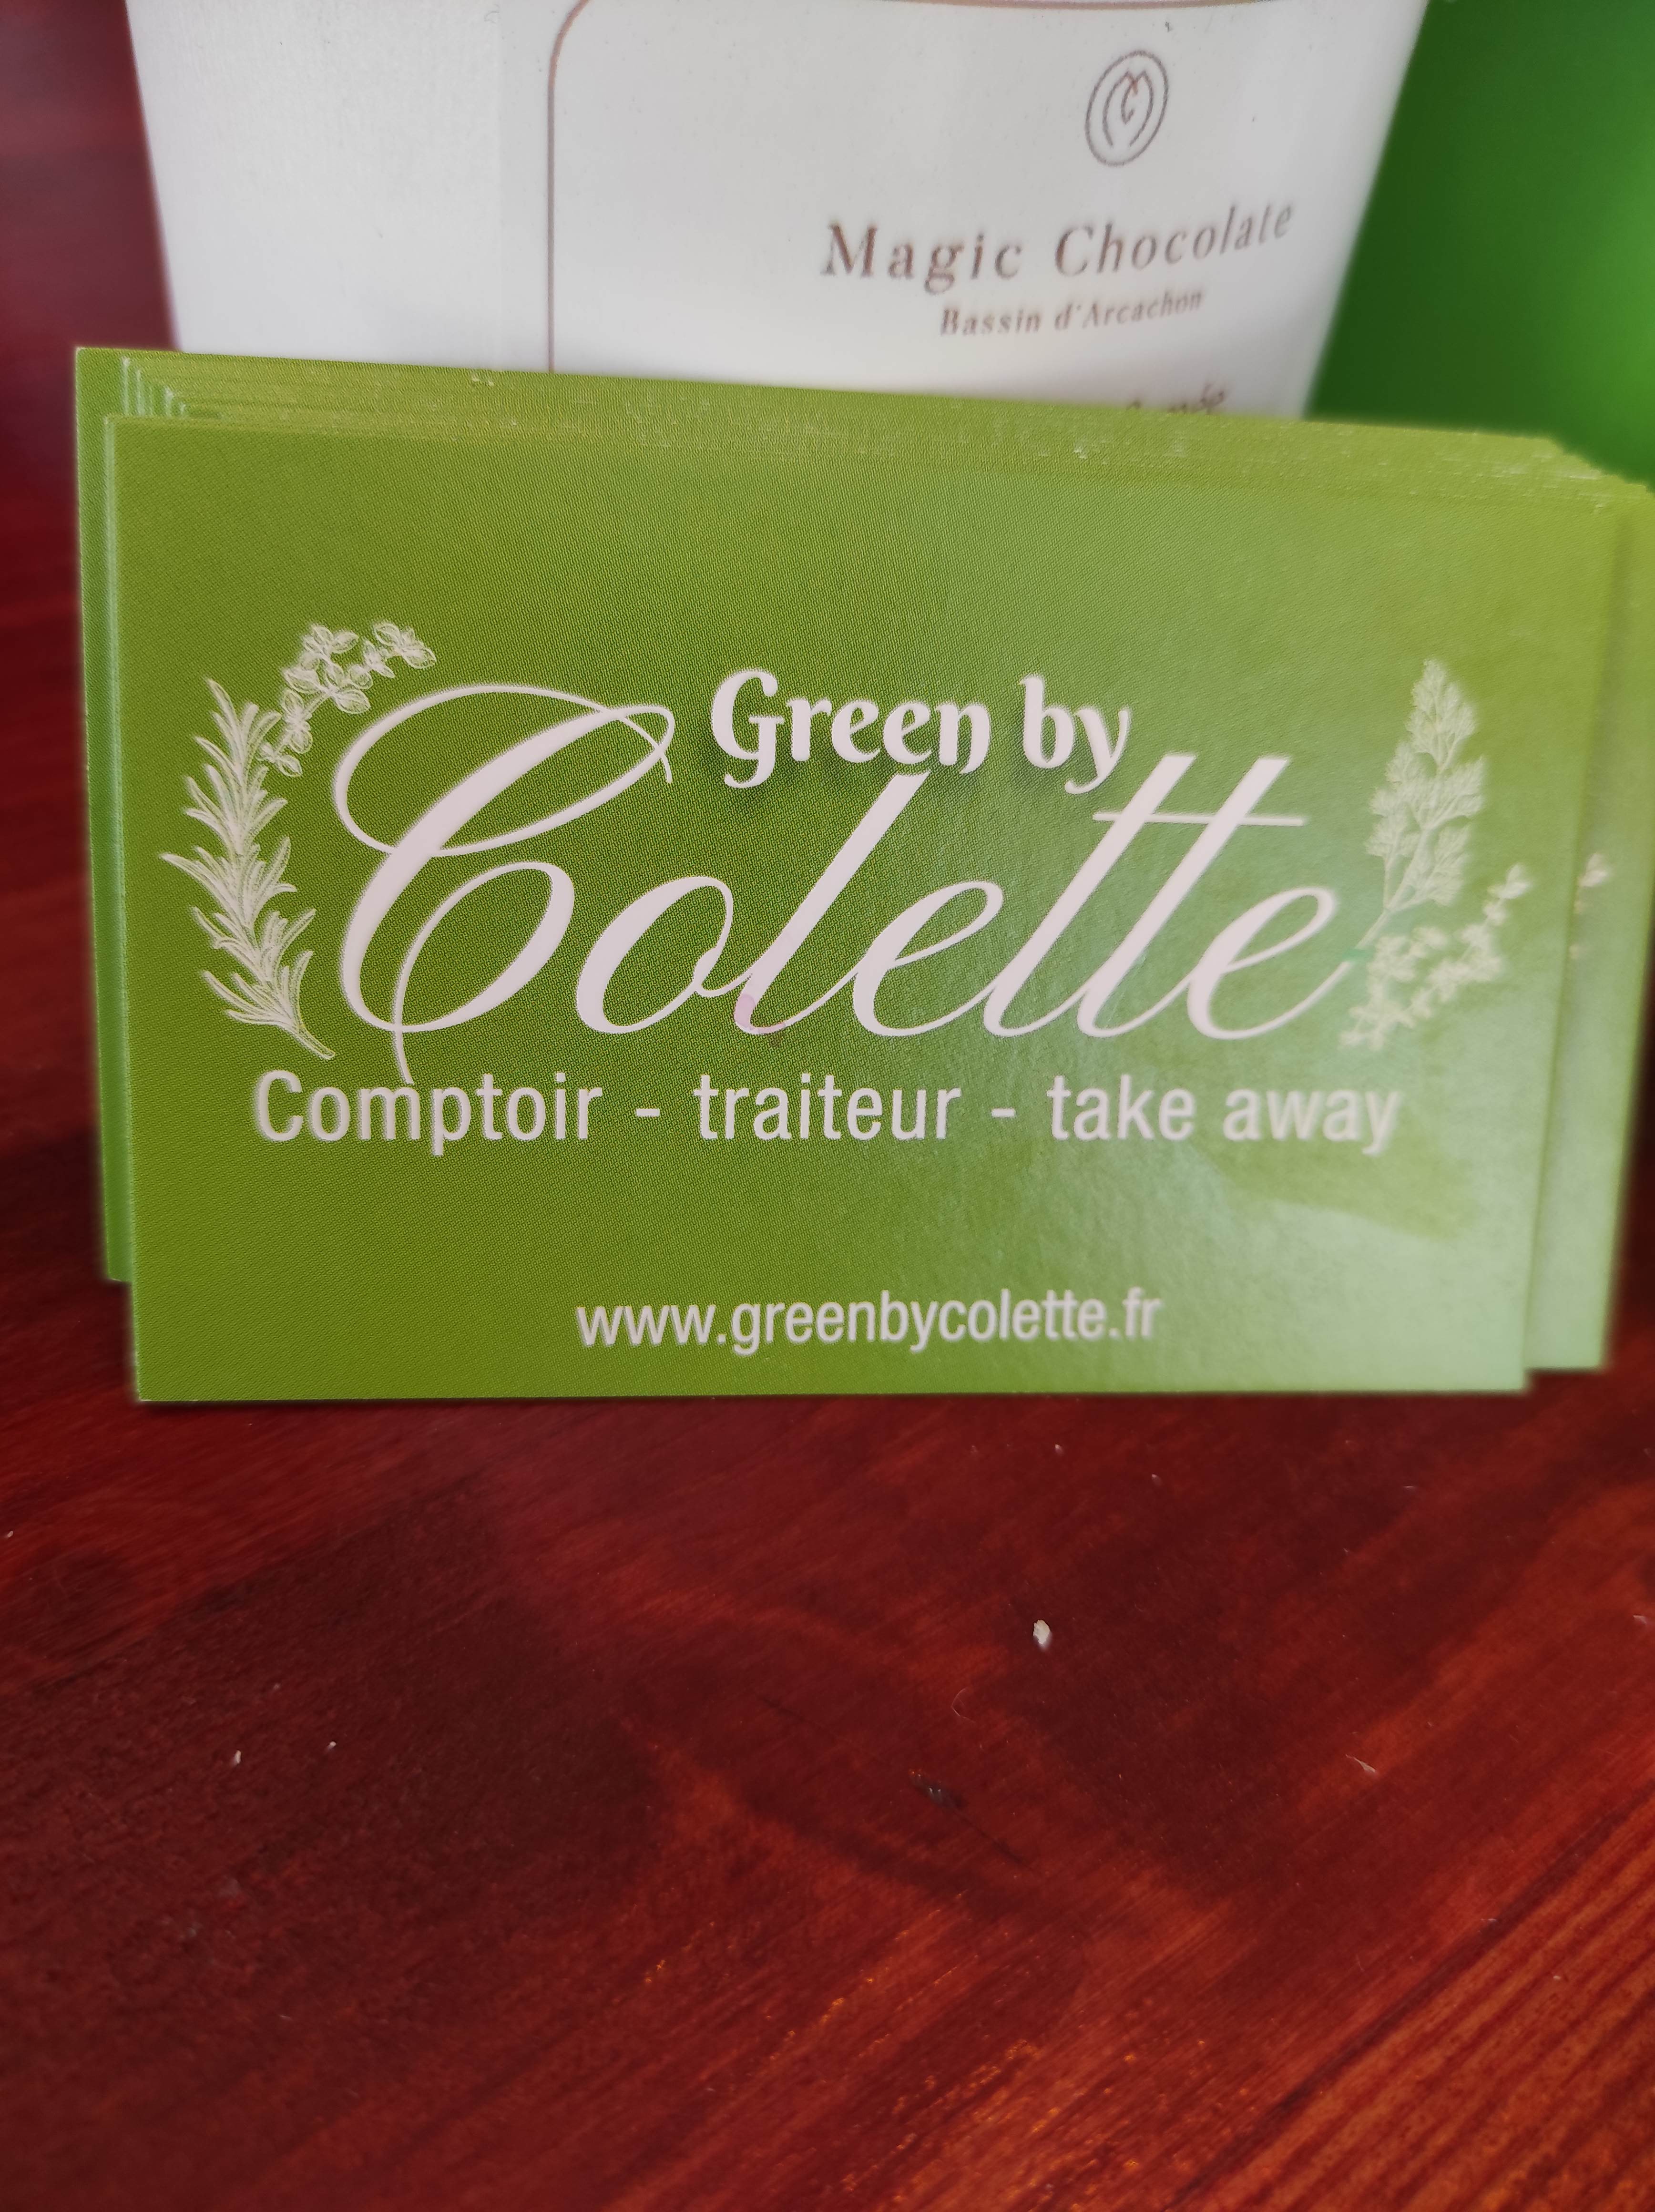 Magic Chocolate
Bassin d'Arcachon
Green by
Colette
Comptoir - traiteur - take away
www.greenbycolette.fr